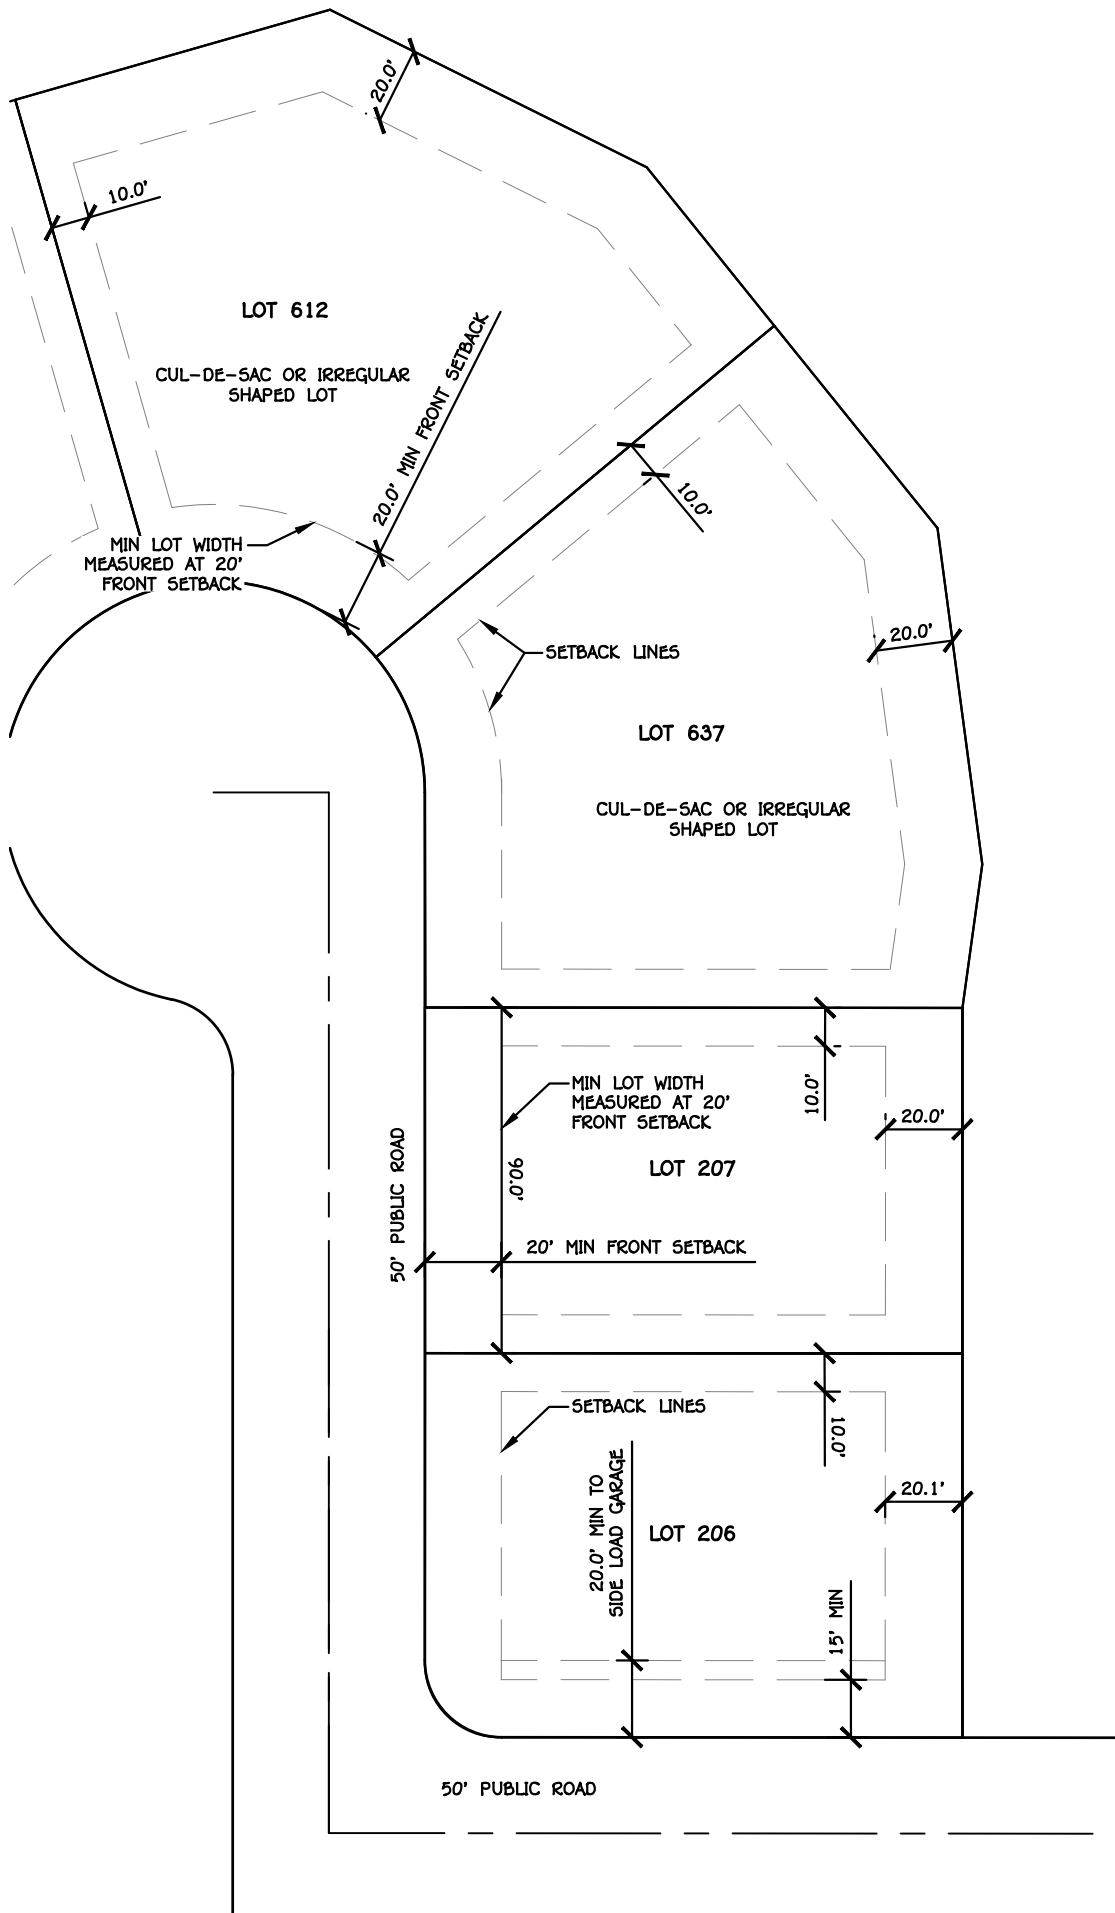 20.0'
10.0'
LOT 612
CUL-DE-SAC OR IRREGULAR
SHAPED LOT
20.0' MIN FRONT SETBACK
10.0'
MIN LOT WIDTH
MEASURED AT 20'
FRONT SETBACK
20.0'
SETBACK LINES
LOT 637
CUL-DE-SAC OR IRREGULAR
SHAPED LOT
10.0'
MIN LOT WIDTH
MEASURED AT 20'
FRONT SETBACK
20.0'
50' PUBLIC ROAD
90.0'
LOT 207
20' MIN FRONT SETBACK
SETBACK LINES
10.0'
20.0' MIN TO
SIDE LOAD GARAGE
20.1'
LOT 206
15' MIN
50' PUBLIC ROAD